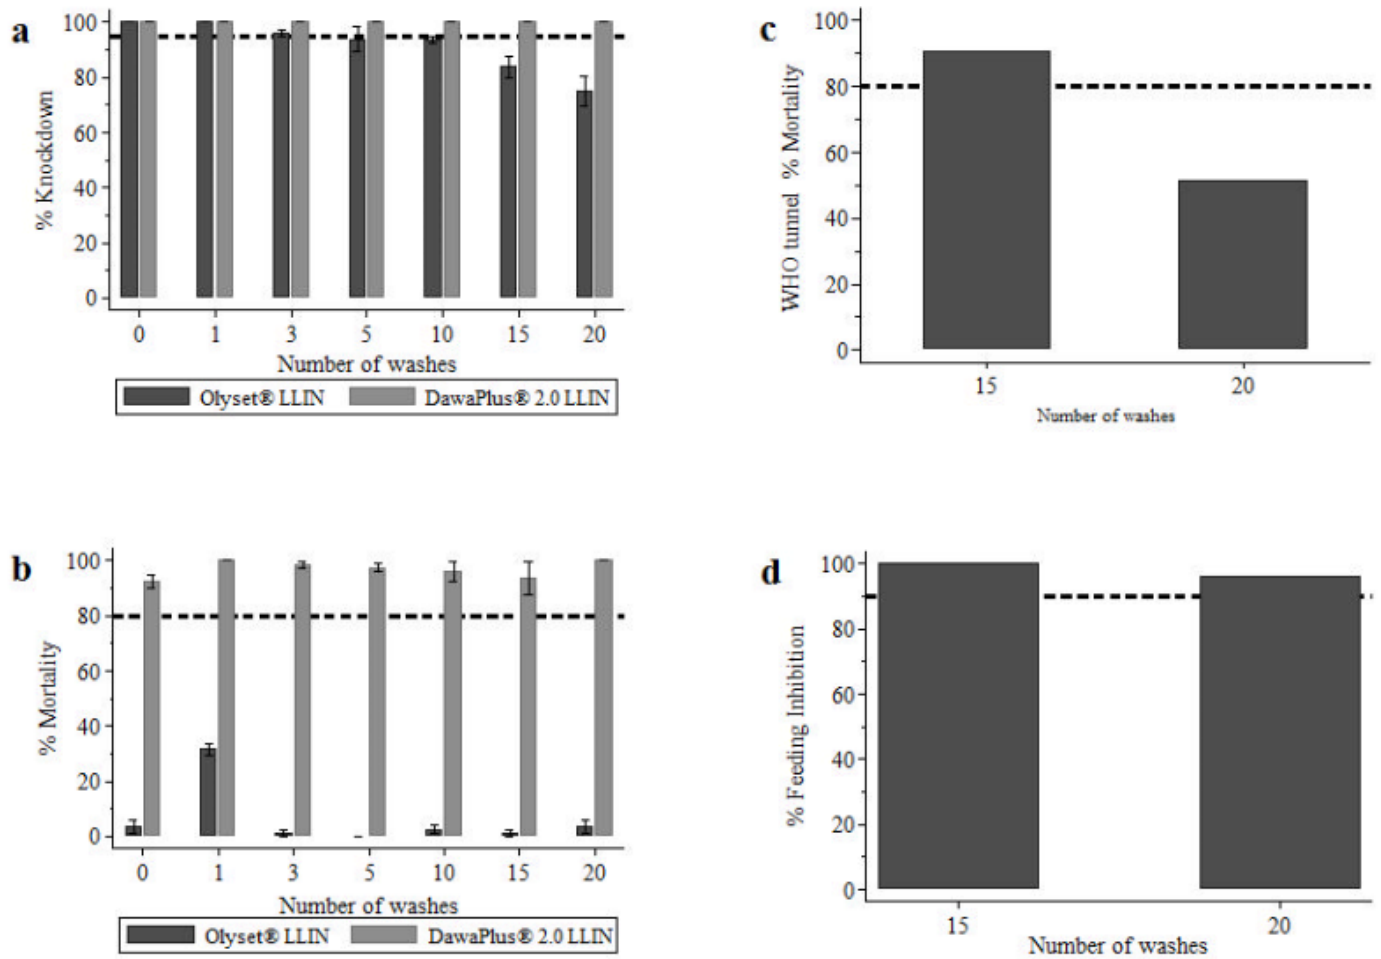 a
% Knockdown
100
80
60
40
20
0
0 1 3 5 10 15 20
Number of washes
Olyset® LLIN DawaPlus® 2.0 LLIN
c
WHO tunnel % Mortality
100
80
60
40
20
0
15 20
Number of washes
b
% Mortality
100
80
60
40
20
0
0 1 3 5 10 15 20
Number of washes
Olyset® LLIN DawaPlus® 2.0 LLIN
d
% Feeding Inhibition
100
80
60
40
20
0
15 20
Number of washes